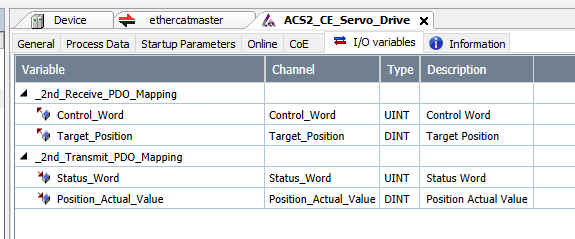 Device ethercatmaster ACS2_CE_Servo_Drive
General Process Data Startup Parameters Online CoE I/O variables Information
Variable Channel Type Description
_2nd_Receive_PDO_Mapping
Control_Word Control_Word UINT Control Word
Target_Position Target_Position DINT Target Position
_2nd_Transmit_PDO_Mapping
Status_Word Status_Word UINT Status Word
Position_Actual_Value Position_Actual_Value DINT Position Actual Value